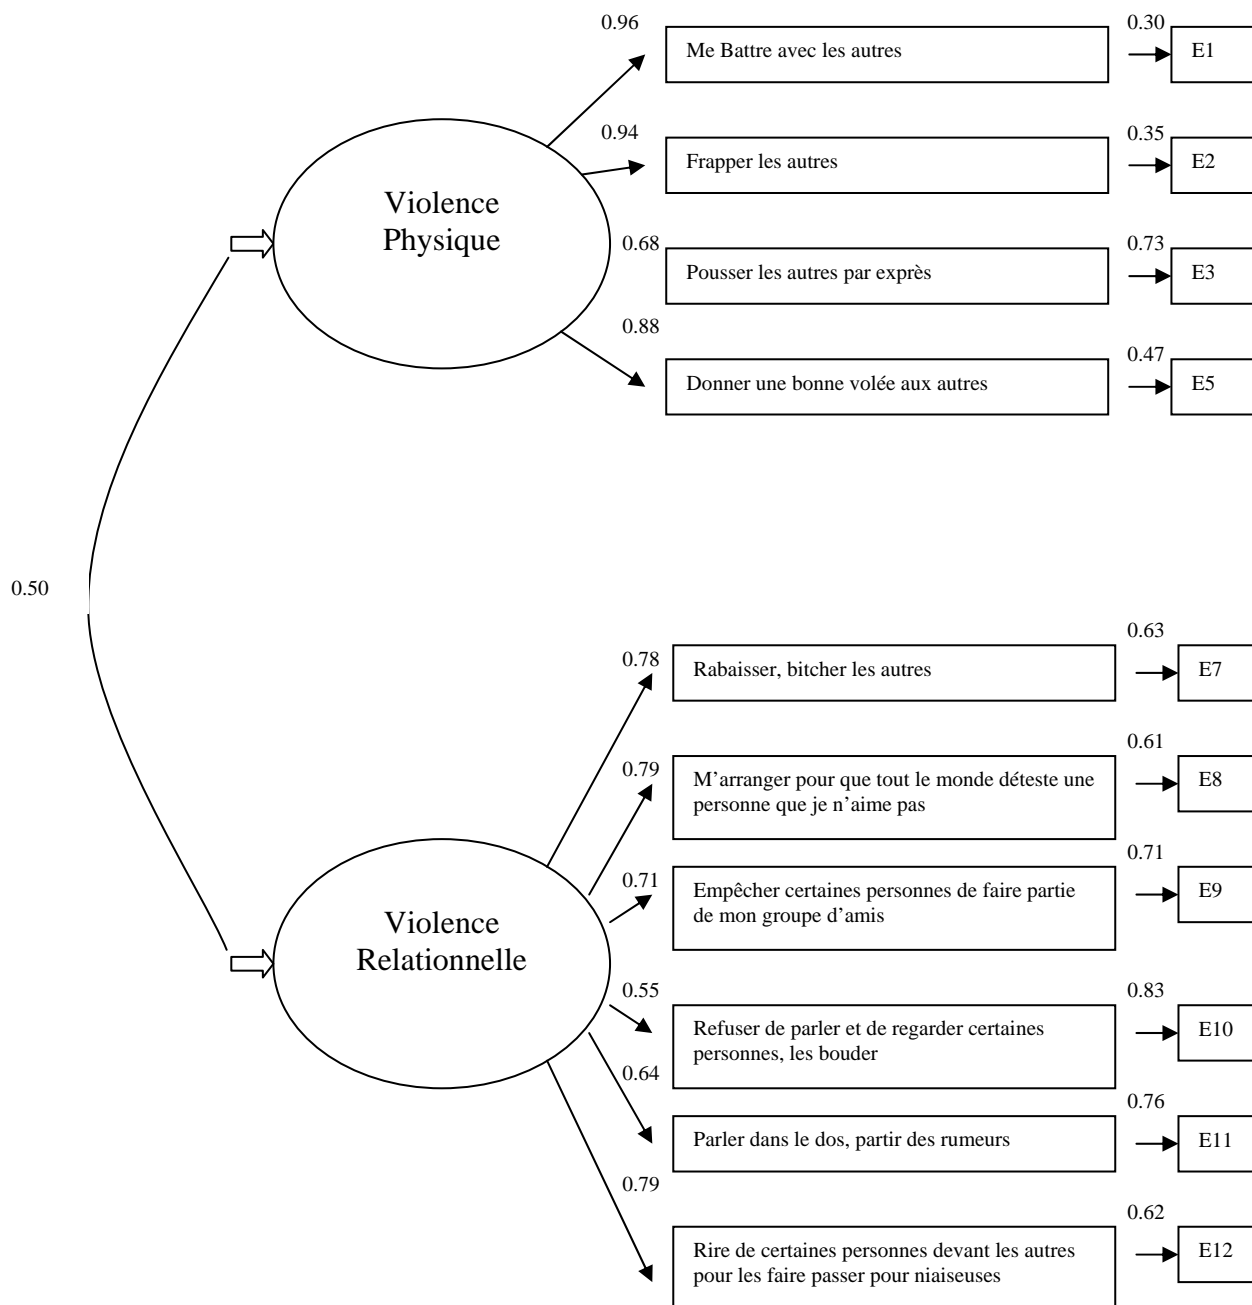 0.96
0.30
Me Battre avec les autres
E1
0.94
0.35
Frapper les autres
E2
Violence
Physique
0.68
0.73
Pousser les autres par exprès
E3
0.88
0.47
Donner une bonne volée aux autres
E5
0.50
0.78
0.63
Rabaisser, bitcher les autres
E7
0.79
0.61
M’arranger pour que tout le monde déteste une
personne que je n’aime pas
E8
0.71
0.71
Empêcher certaines personnes de faire partie
de mon groupe d’amis
E9
Violence
Relationnelle
0.55
0.83
Refuser de parler et de regarder certaines
personnes, les bouder
E10
0.64
0.76
Parler dans le dos, partir des rumeurs
E11
0.79
0.62
Rire de certaines personnes devant les autres
pour les faire passer pour niaiseuses
E12